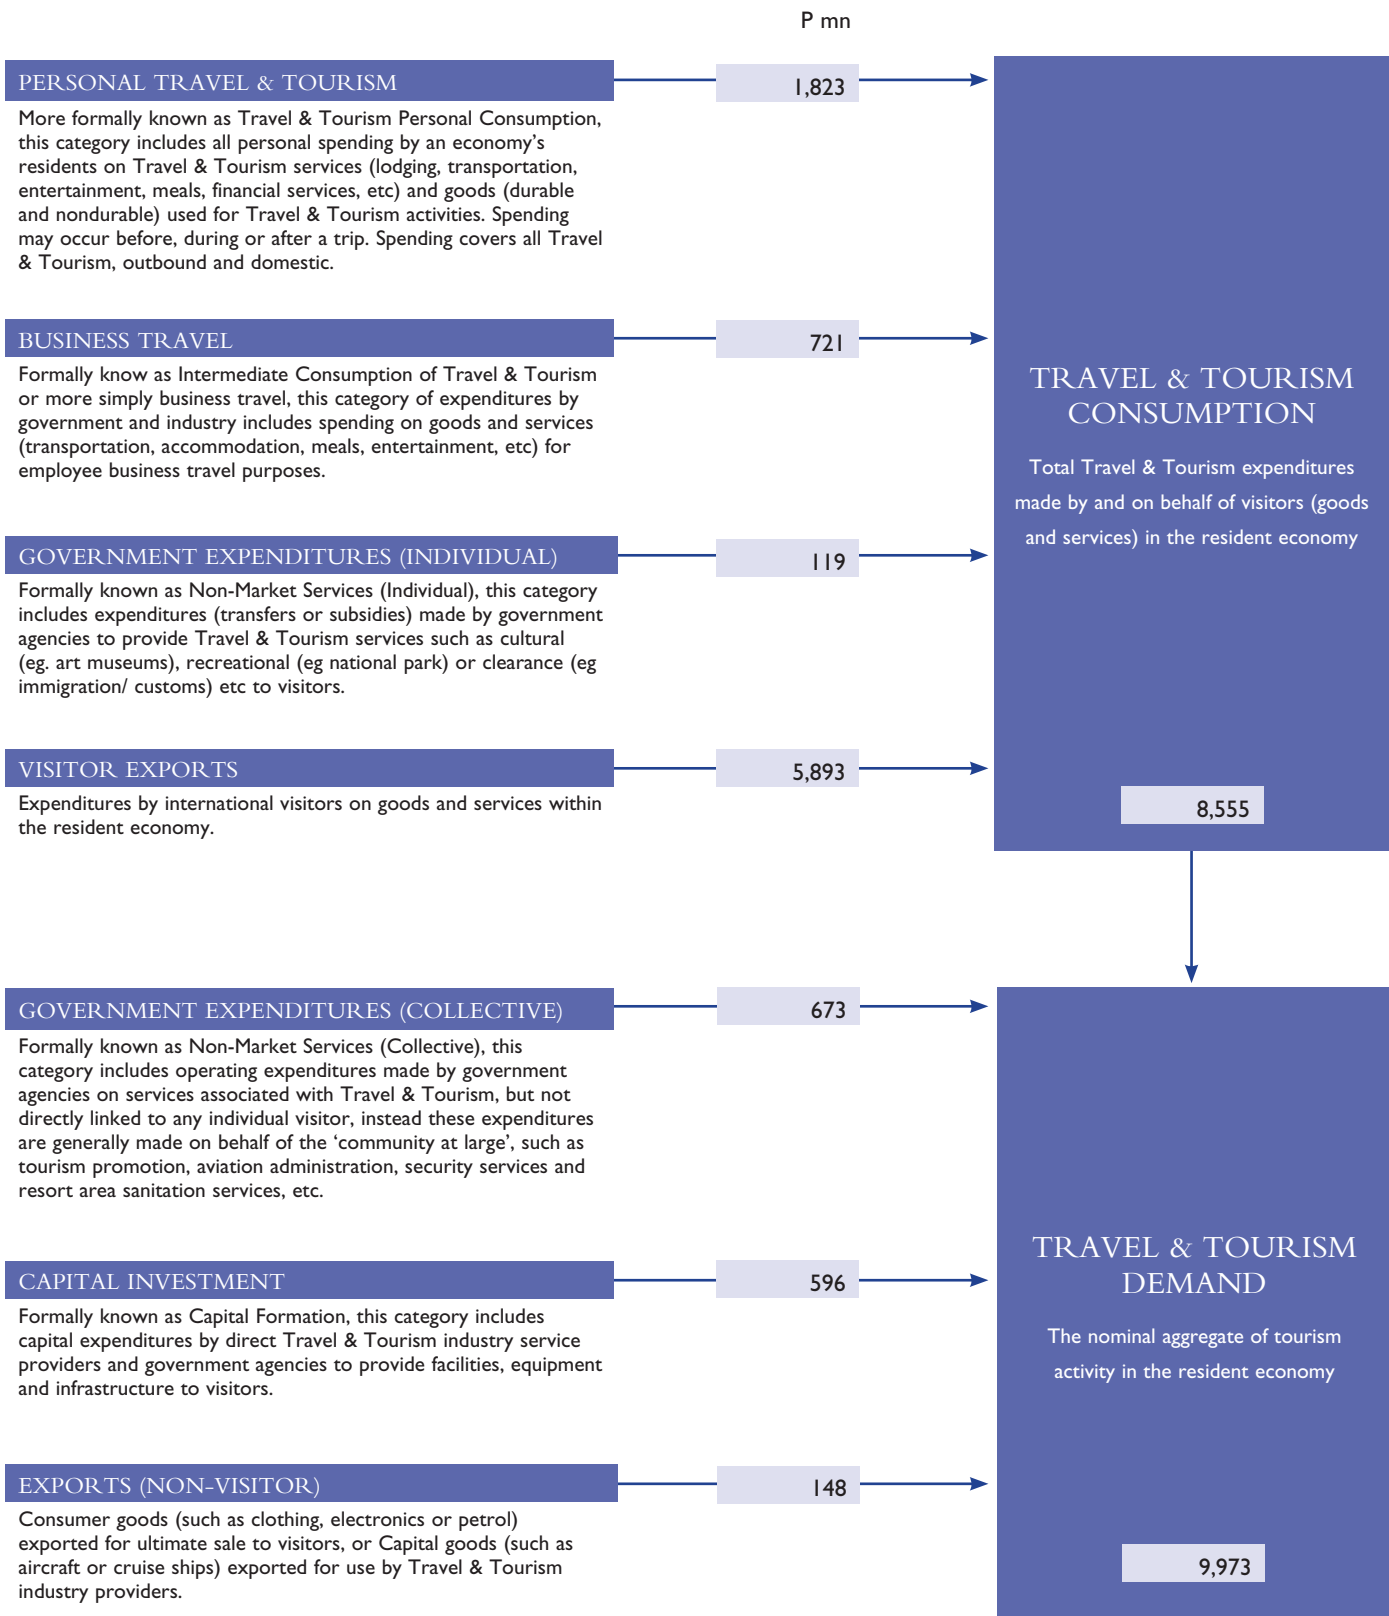 P mn
PERSONAL TRAVEL & TOURISM
1,823
More formally known as Travel & Tourism Personal Consumption,
this category includes all personal spending by an economy’s
residents on Travel & Tourism services (lodging, transportation,
entertainment, meals, financial services, etc) and goods (durable
and nondurable) used for Travel & Tourism activities. Spending
may occur before, during or after a trip. Spending covers all Travel
& Tourism, outbound and domestic.
BUSINESS TRAVEL
721
Formally know as Intermediate Consumption of Travel & Tourism
or more simply business travel, this category of expenditures by
government and industry includes spending on goods and services
(transportation, accommodation, meals, entertainment, etc) for
employee business travel purposes.
GOVERNMENT EXPENDITURES (INDIVIDUAL)
119
Formally known as Non-Market Services (Individual), this category
includes expenditures (transfers or subsidies) made by government
agencies to provide Travel & Tourism services such as cultural
(eg. art museums), recreational (eg national park) or clearance (eg
immigration/ customs) etc to visitors.
VISITOR EXPORTS
5,893
Expenditures by international visitors on goods and services within
the resident economy.
TRAVEL & TOURISM
CONSUMPTION
Total Travel & Tourism expenditures
made by and on behalf of visitors (goods
and services) in the resident economy
8,555
GOVERNMENT EXPENDITURES (COLLECTIVE)
673
Formally known as Non-Market Services (Collective), this
category includes operating expenditures made by government
agencies on services associated with Travel & Tourism, but not
directly linked to any individual visitor, instead these expenditures
are generally made on behalf of the ‘community at large’, such as
tourism promotion, aviation administration, security services and
resort area sanitation services, etc.
CAPITAL INVESTMENT
596
Formally known as Capital Formation, this category includes
capital expenditures by direct Travel & Tourism industry service
providers and government agencies to provide facilities, equipment
and infrastructure to visitors.
EXPORTS (NON-VISITOR)
148
Consumer goods (such as clothing, electronics or petrol)
exported for ultimate sale to visitors, or Capital goods (such as
aircraft or cruise ships) exported for use by Travel & Tourism
industry providers.
TRAVEL & TOURISM
DEMAND
The nominal aggregate of tourism
activity in the resident economy
9,973